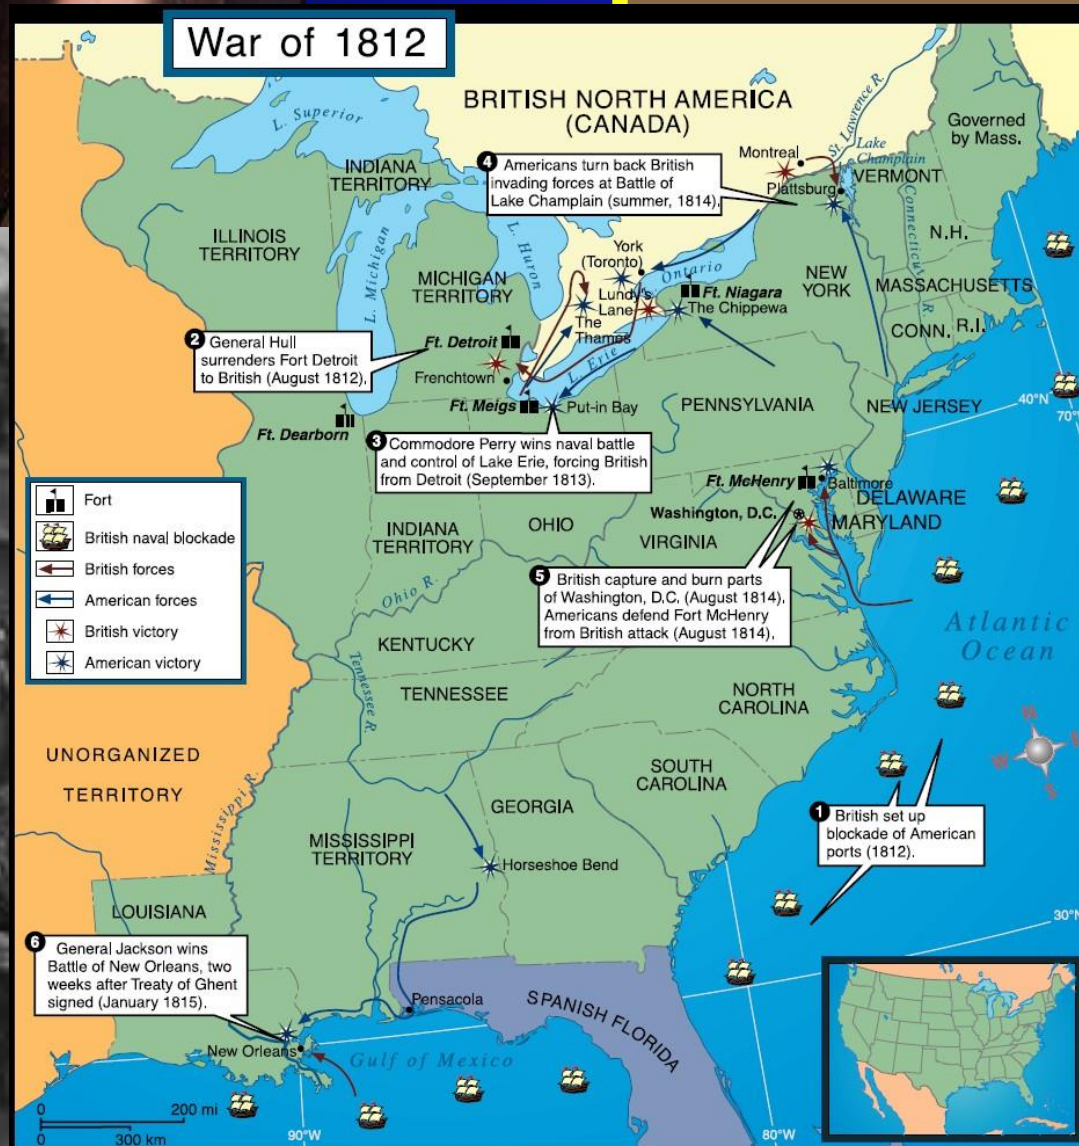 War of 1812
BRITISH NORTH AMERICA
(CANADA)
L. Superior
St. Lawrence R.
Governed
by Mass.
Montreal
Lake
Champlain
VERMONT
Plattsburg
4 Americans turn back British
invading forces at Battle of
Lake Champlain (summer, 1814).
INDIANA
TERRITORY
Connecticut R.
ILLINOIS
TERRITORY
L. Michigan
L. Huron
MICHIGAN
TERRITORY
York
(Toronto)
L. Ontario
N.H.
NEW
YORK
MASSACHUSETTS
CONN.
R.I.
Lundy's
Lane
Ft. Niagara
The Chippewa
The
Thames
2 General Hull
surrenders Fort Detroit
to British (August 1812).
Ft. Detroit
L. Erie
Frenchtown
Ft. Meigs
Put-in Bay
PENNSYLVANIA
NEW JERSEY
40°N
70°W
Ft. Dearborn
3 Commodore Perry wins naval battle
and control of Lake Erie, forcing British
from Detroit (September 1813).
Ft. McHenry
Baltimore
DELAWARE
Washington, D.C.
MARYLAND
Fort
British naval blockade
British forces
American forces
British victory
American victory
INDIANA
TERRITORY
OHIO
VIRGINIA
Ohio R.
5 British capture and burn parts
of Washington, D.C. (August 1814).
Americans defend Fort McHenry
from British attack (August 1814).
Atlantic
Ocean
KENTUCKY
Tennessee R.
TENNESSEE
NORTH
CAROLINA
N
E
W
S
UNORGANIZED
TERRITORY
Mississippi R.
SOUTH
CAROLINA
GEORGIA
1 British set up
blockade of American
ports (1812).
MISSISSIPPI
TERRITORY
Horseshoe Bend
LOUISIANA
30°N
6 General Jackson wins
Battle of New Orleans, two
weeks after Treaty of Ghent
signed (January 1815).
Pensacola
SPANISH FLORIDA
New Orleans
Gulf of Mexico
0 200 mi
0 300 km
90°W
80°W